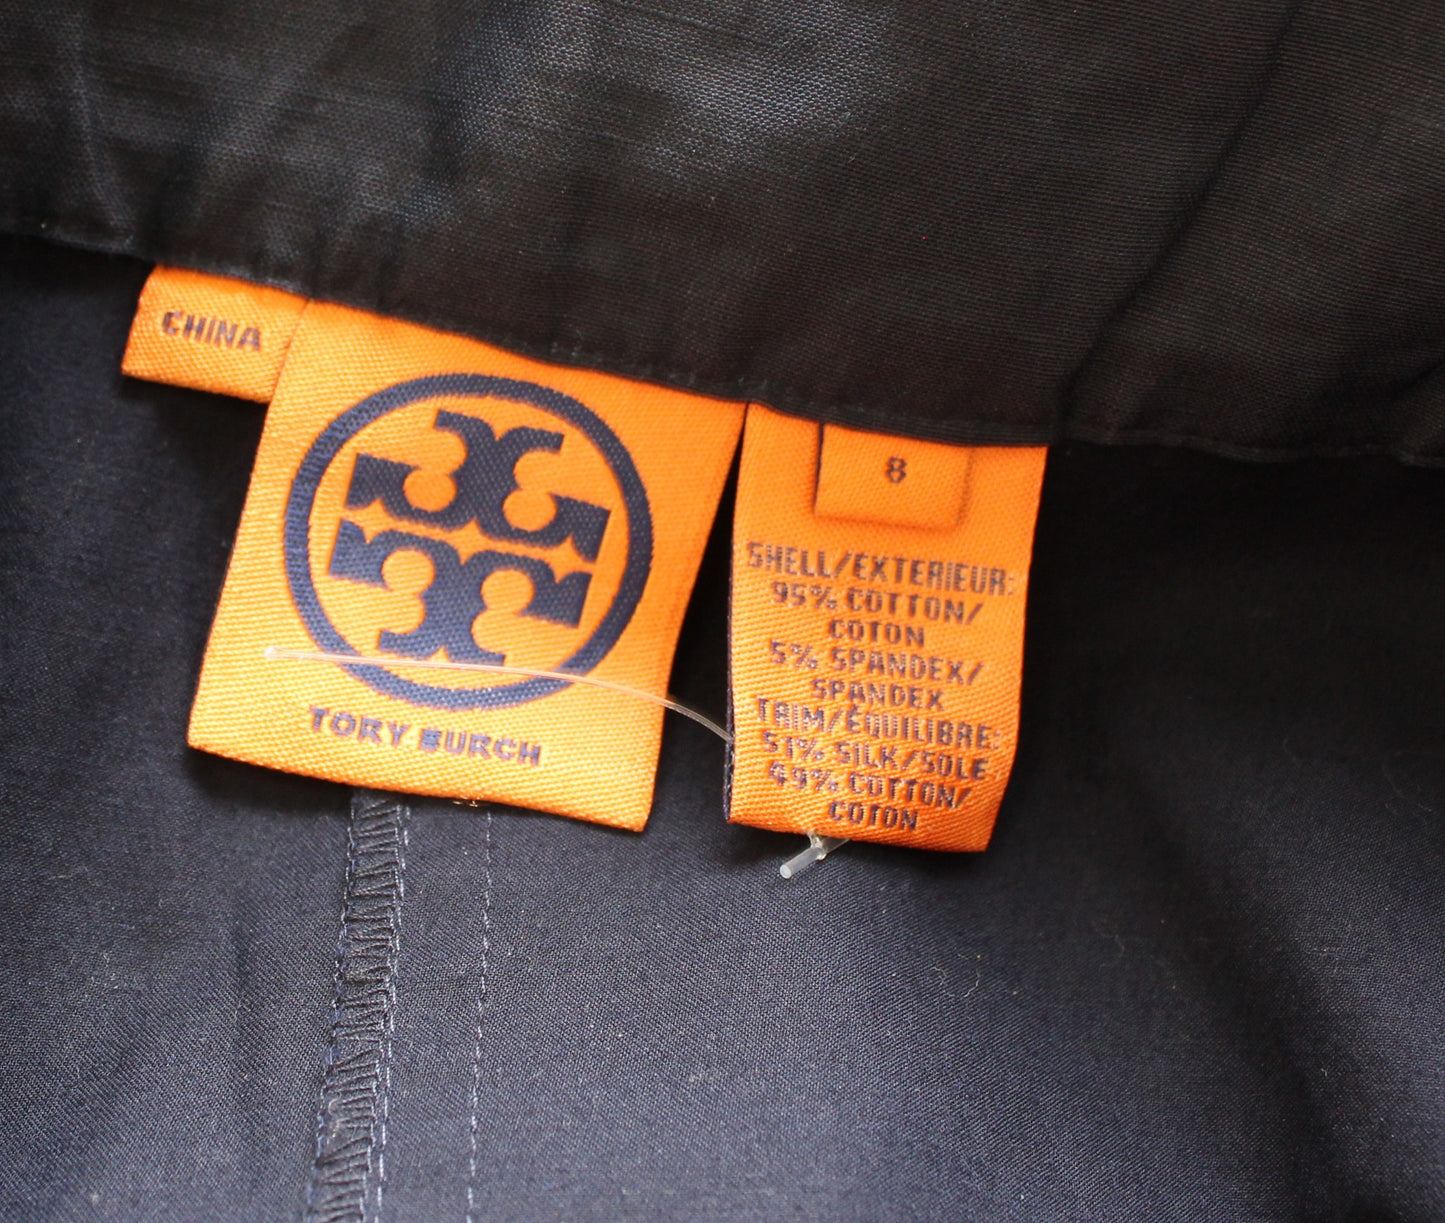 CHINA
TORY BURCH
8
SHELL/EXTERIEUR:
95% COTTON/
COTON
5% SPANDEX/
SPANDEX
TRIM/ÉQUILIBRE:
51% SILK/SOIE
49% COTTON/
COTON